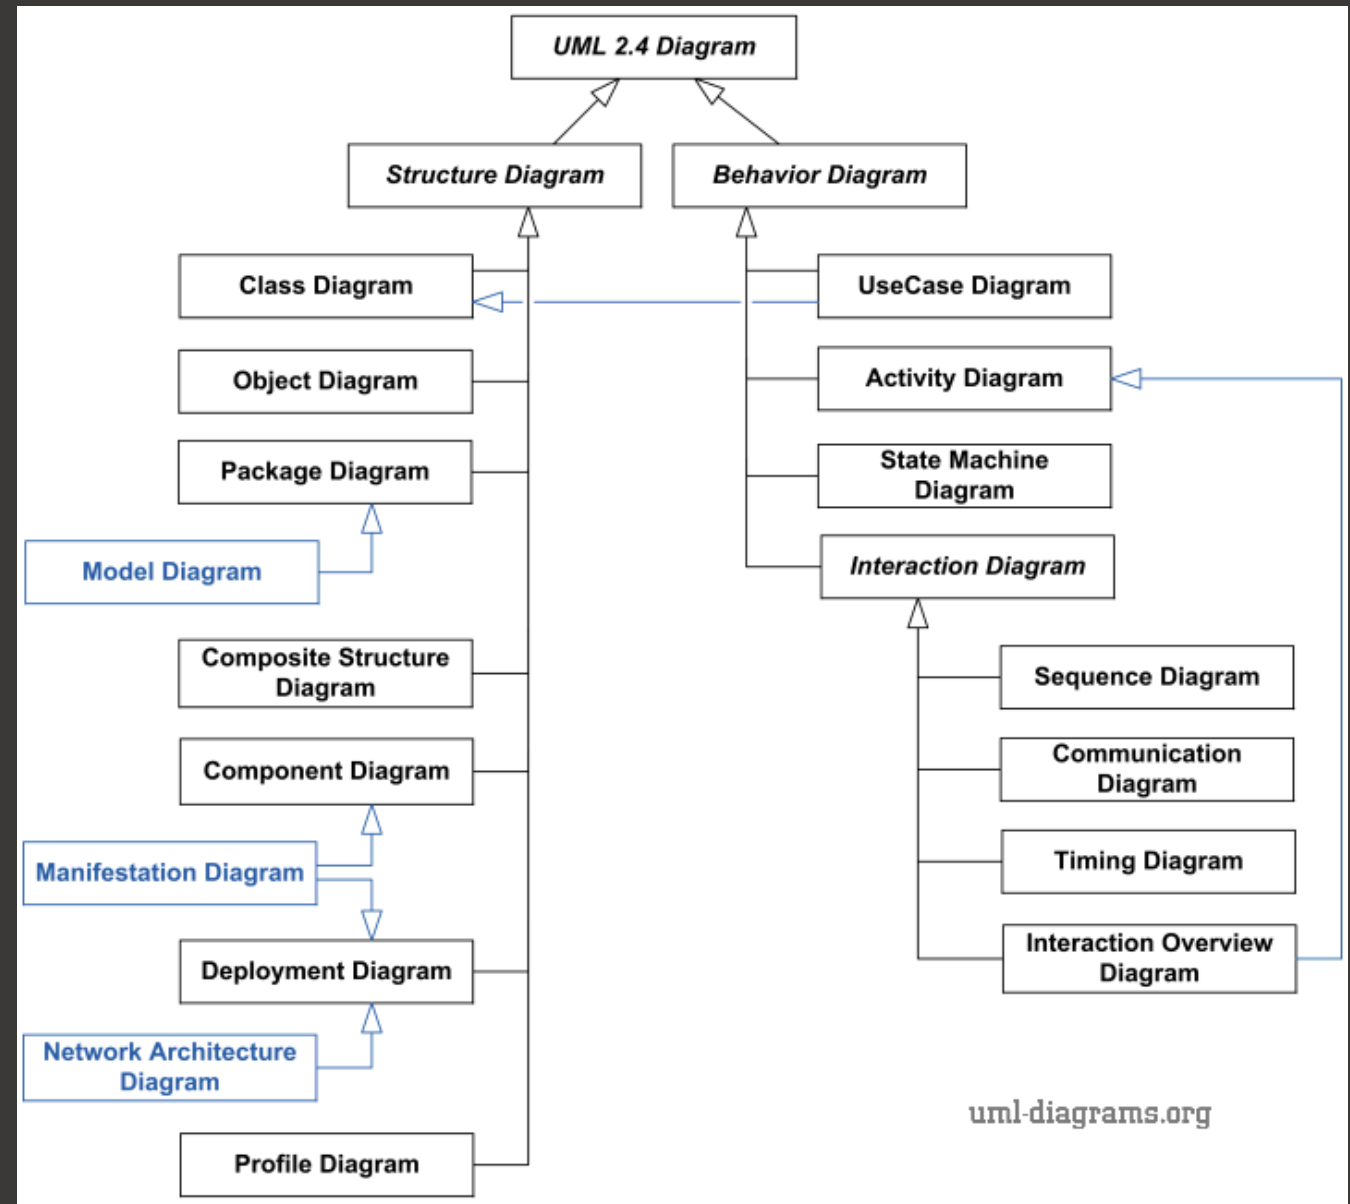 UML 2.4 Diagram
Structure Diagram
Behavior Diagram
Class Diagram
UseCase Diagram
Object Diagram
Activity Diagram
Package Diagram
State Machine
Diagram
Model Diagram
Interaction Diagram
Composite Structure
Diagram
Sequence Diagram
Component Diagram
Communication
Diagram
Manifestation Diagram
Timing Diagram
Deployment Diagram
Interaction Overview
Diagram
Network Architecture
Diagram
uml-diagrams.org
Profile Diagram